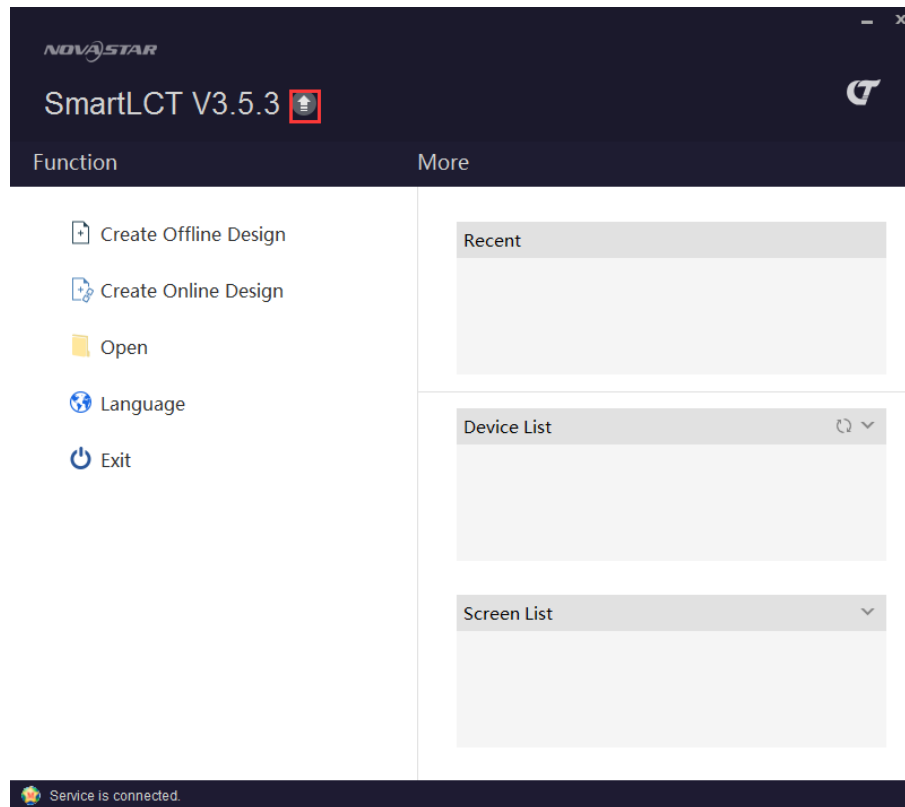 NOVASTAR
SmartLCT V3.5.3
Function
More
Create Offline Design
Create Online Design
Open
Language
Exit
Recent
Device List
Screen List
Service is connected.